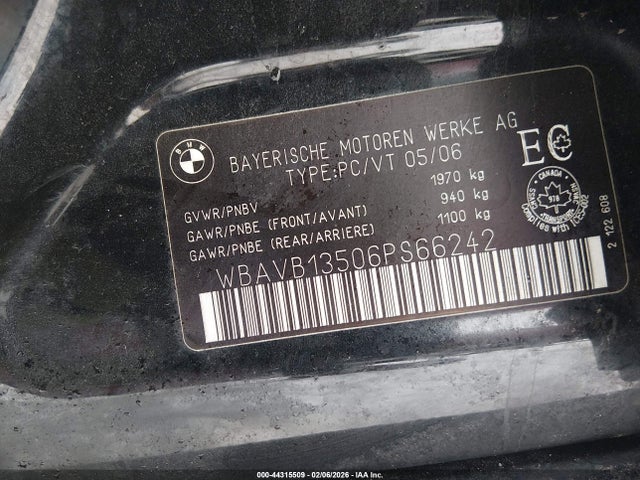 BMW
BAYERISCHE MOTOREN WERKE AG
TYPE:PC/VT 05/06
EC
GVWR/PNBV 1970 kg
GAWR/PNBE (FRONT/AVANT) 940 kg
GAWR/PNBE (REAR/ARRIERE) 1100 kg
WBAVB13506PS66242
CANADA
978
TRANSPORT
2 122 608
000-44315509 - 02/06/2026 - IAA Inc.